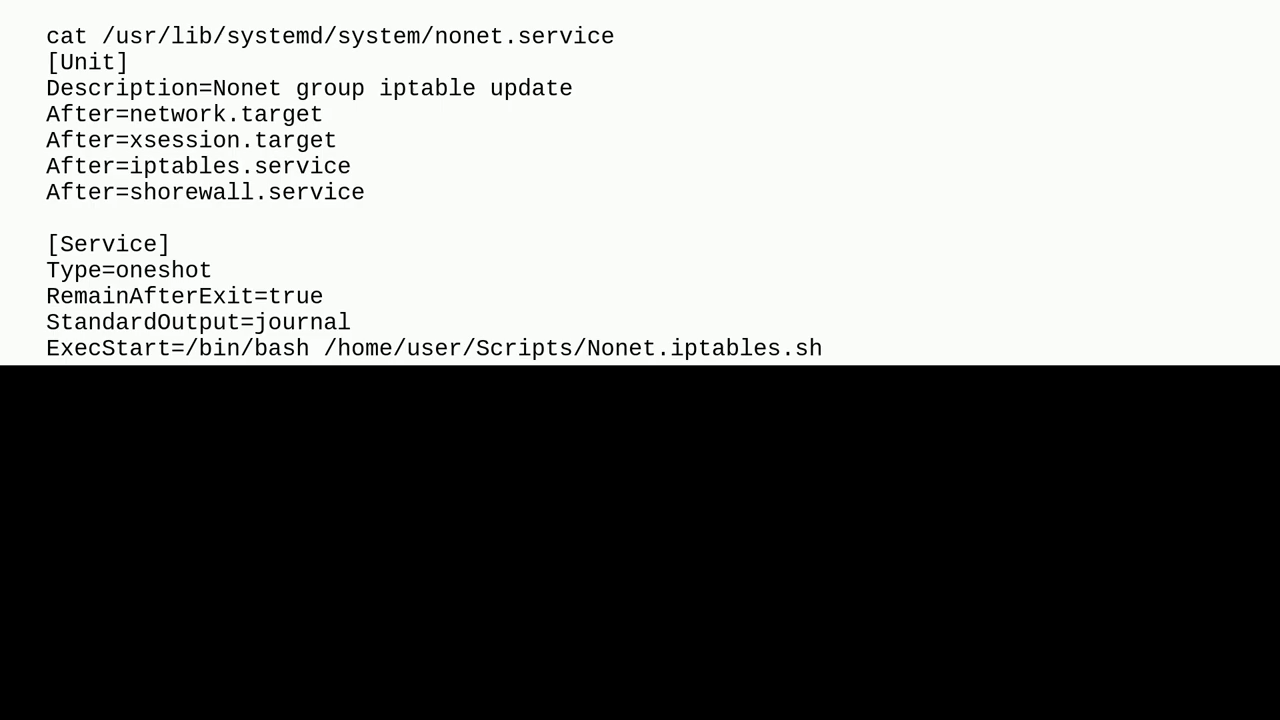 cat /usr/lib/systemd/system/nonet.service
[Unit]
Description=Nonet group iptable update
After=network.target
After=xsession.target
After=iptables.service
After=shorewall.service

[Service]
Type=oneshot
RemainAfterExit=true
StandardOutput=journal
ExecStart=/bin/bash /home/user/Scripts/Nonet.iptables.sh